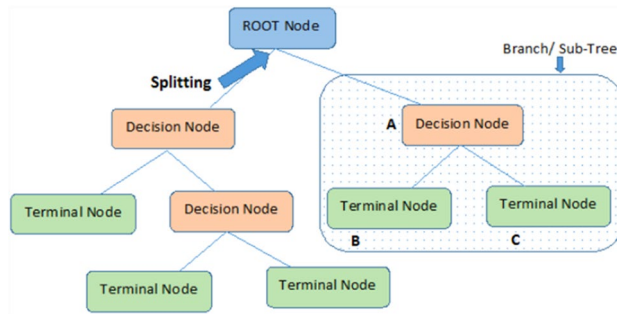 ROOT Node
Branch/ Sub-Tree
Splitting
Decision Node
A Decision Node
Terminal Node
Decision Node
Terminal Node
Terminal Node
B
C
Terminal Node
Terminal Node